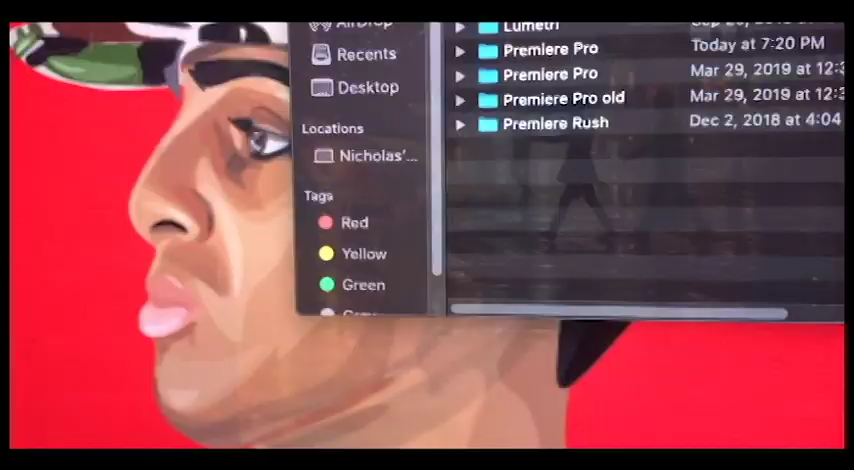 AirDrop
Recents
Desktop
Locations
Nicholas'...
Tags
Red
Yellow
Green
Lumetri
Premiere Pro Today at 7:20 PM
Premiere Pro Mar 29, 2019 at 12:3
Premiere Pro old Mar 29, 2019 at 12:3
Premiere Rush Dec 2, 2018 at 4:04